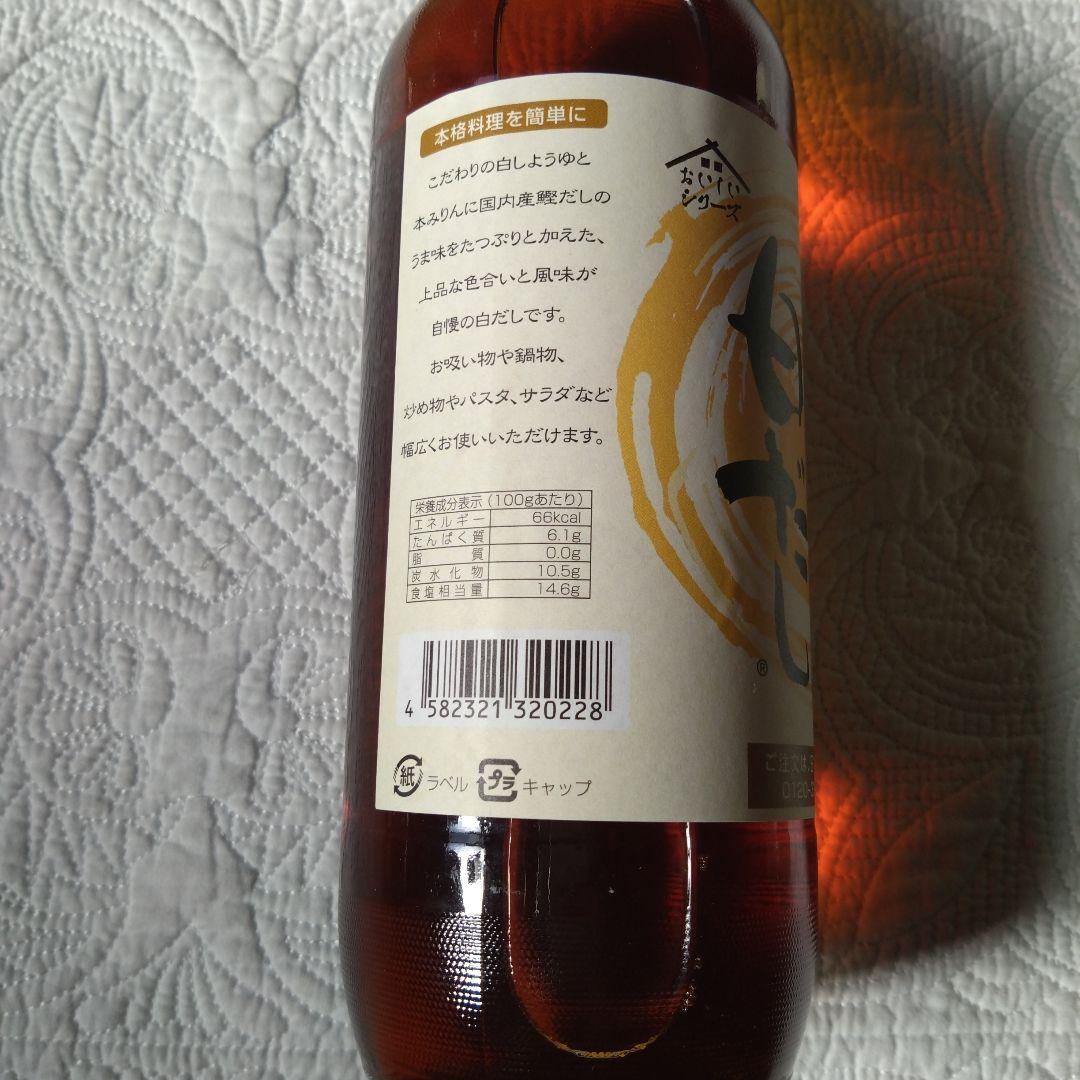 本格料理を簡単に
こだわりの白しょうゆと
本みりんに国内産鰹だしの
うま味をたっぷりと加えた、
上品な色合いと風味が
自慢の白だしです。
お吸い物や鍋物、
炒め物やパスタ、サラダなど
幅広くお使いいただけます。
栄養成分表示(100gあたり)
エネルギー 66kcal
たんぱく質 6.1g
脂質 0.0g
炭水化物 10.5g
食塩相当量 14.6g
4 582321 320228
紙 ラベル プラ キャップ
おいしい
シリーズ
白だし
®
ご注文は
0120-